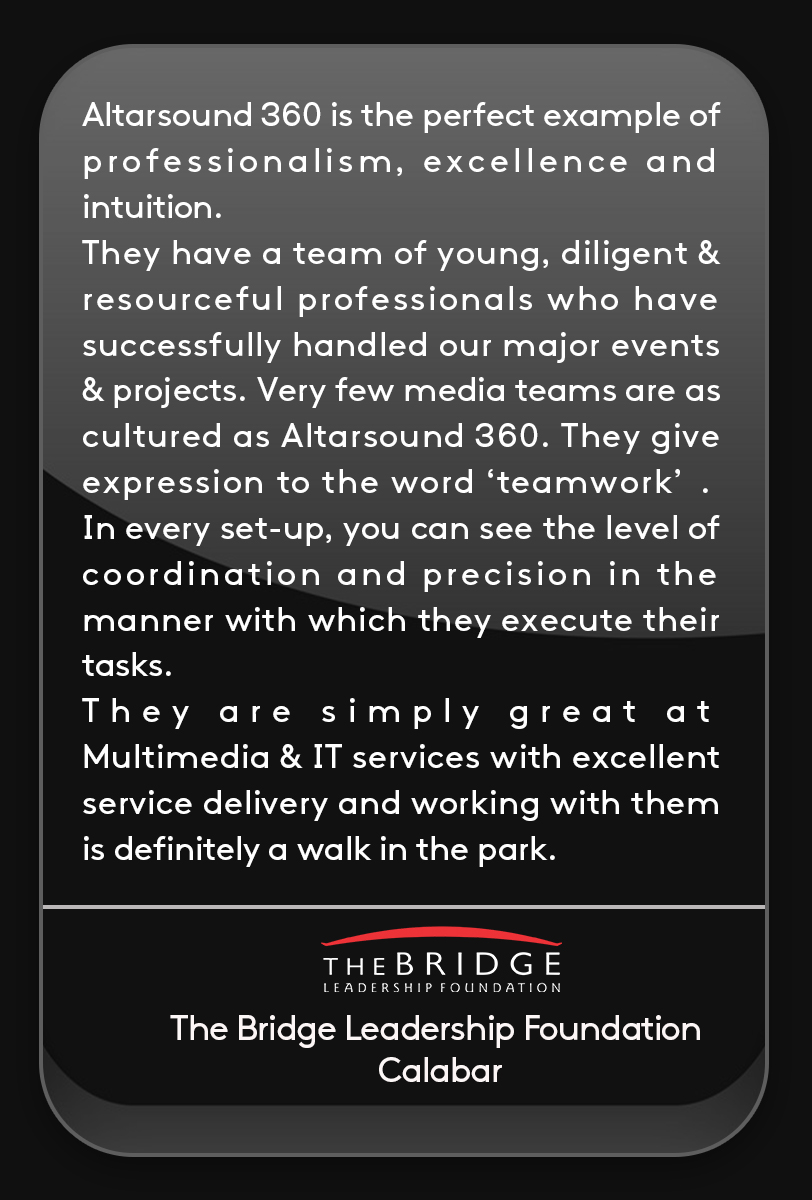 Altarsound 360 is the perfect example of
professionalism, excellence and
intuition.
They have a team of young, diligent &
resourceful professionals who have
successfully handled our major events
& projects. Very few media teams are as
cultured as Altarsound 360. They give
expression to the word ‘teamwork’ .
In every set-up, you can see the level of
coordination and precision in the
manner with which they execute their
tasks.
They are simply great at
Multimedia & IT services with excellent
service delivery and working with them
is definitely a walk in the park.
THE BRIDGE
LEADERSHIP FOUNDATION
The Bridge Leadership Foundation
Calabar